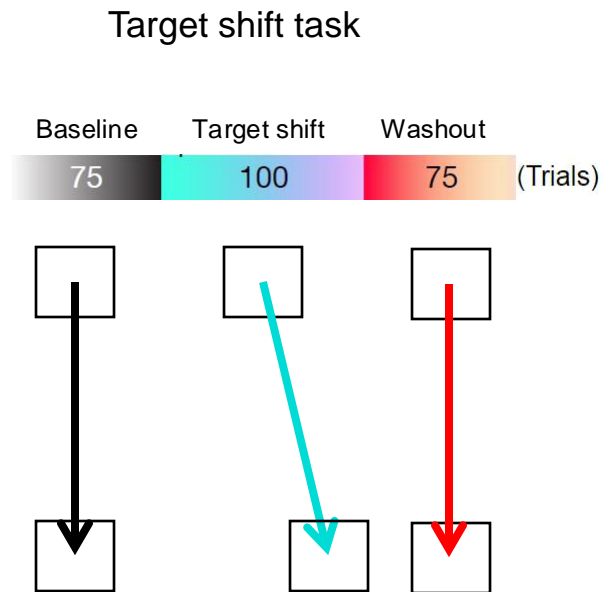 Target shift task
Baseline Target shift Washout
75 100 75 (Trials)